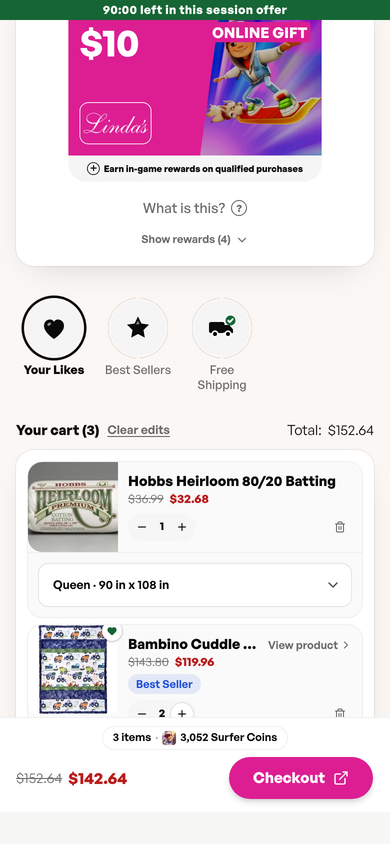 90:00 left in this session offer
$10
ONLINE GIFT
Linda's
Earn in-game rewards on qualified purchases
What is this? ?
Show rewards (4)
Your Likes
Best Sellers
Free
Shipping
Your cart (3) Clear edits Total: $152.64
HOBBS
HEIRLOOM
PREMIUM
COTTON
BATTING
Hobbs Heirloom 80/20 Batting
$36.99 $32.68
1
Queen · 90 in x 108 in
Bambino Cuddle ... View product
$143.80 $119.96
Best Seller
2
3 items · 3,052 Surfer Coins
$152.64 $142.64
Checkout